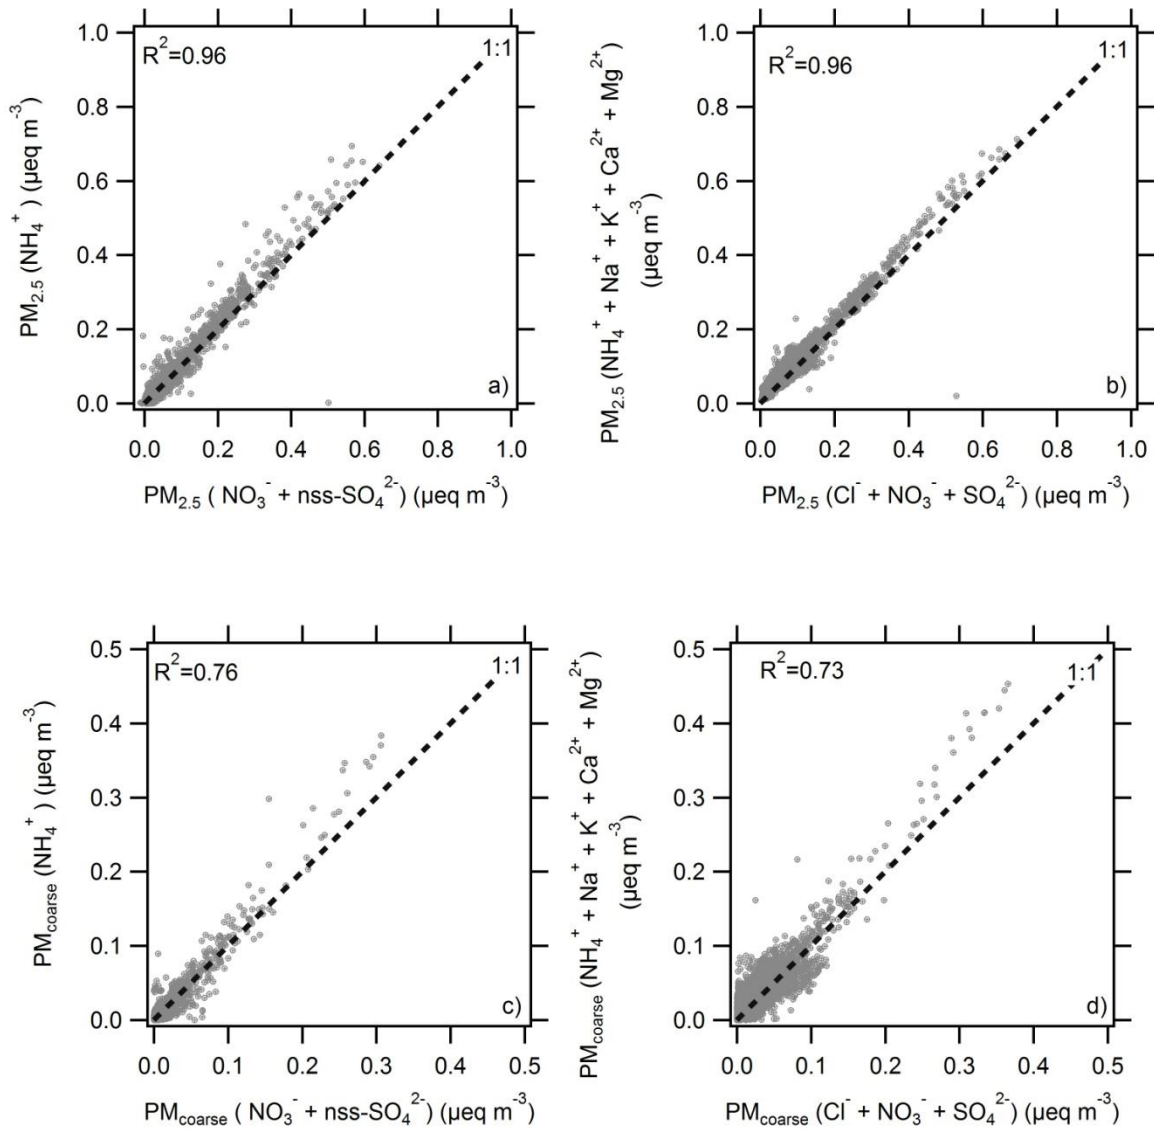 R²=0.96
1:1
1.0
0.8
0.6
0.4
0.2
0.0
PM₂.₅ (NH₄⁺) (µeq m⁻³)
a)
0.0 0.2 0.4 0.6 0.8 1.0
PM₂.₅ ( NO₃⁻ + nss-SO₄²⁻) (µeq m⁻³)
R²=0.96
1:1
1.0
0.8
0.6
0.4
0.2
0.0
PM₂.₅ (NH₄⁺ + Na⁺ + K⁺ + Ca²⁺ + Mg²⁺)
(µeq m⁻³)
b)
0.0 0.2 0.4 0.6 0.8 1.0
PM₂.₅ (Cl⁻ + NO₃⁻ + SO₄²⁻) (µeq m⁻³)
R²=0.76
1:1
0.5
0.4
0.3
0.2
0.1
0.0
PMcoarse (NH₄⁺) (µeq m⁻³)
c)
0.0 0.1 0.2 0.3 0.4 0.5
PMcoarse ( NO₃⁻ + nss-SO₄²⁻) (µeq m⁻³)
R²=0.73
1:1
0.5
0.4
0.3
0.2
0.1
0.0
PMcoarse (NH₄⁺ + Na⁺ + K⁺ + Ca²⁺ + Mg²⁺)
(µeq m⁻³)
d)
0.0 0.1 0.2 0.3 0.4 0.5
PMcoarse (Cl⁻ + NO₃⁻ + SO₄²⁻) (µeq m⁻³)